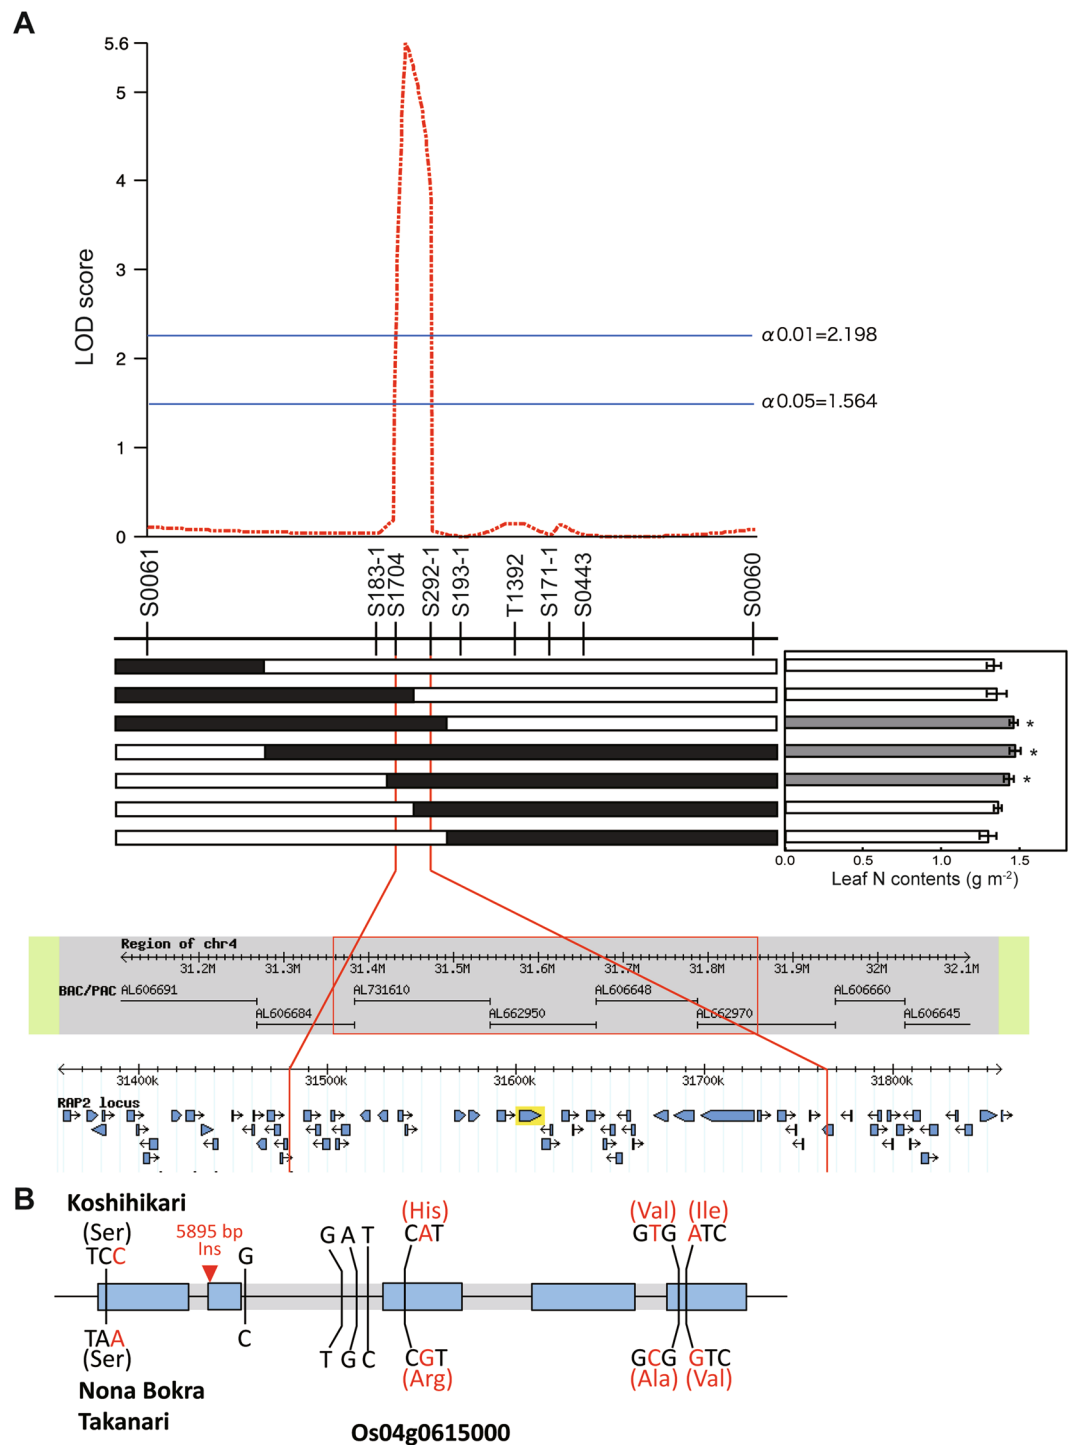 A
5.6
5
4
3
2
1
0
LOD score
α0.01=2.198
α0.05=1.564
S0061
S183-1
S1704
S292-1
S193-1
T1392
S171-1
S0443
S0060
*
*
*
0.0 0.5 1.0 1.5
Leaf N contents (g m-2)
Region of chr4
31.2M 31.3M 31.4M 31.5M 31.6M 31.7M 31.8M 31.9M 32M 32.1M
BAC/PAC AL606691 AL731610 AL606648 AL606660
AL606684 AL662950 AL662970 AL606645
31400k 31500k 31600k 31700k 31800k
RAP2 locus
B
Koshihikari
(Ser) 5895 bp (His) (Val) (Ile)
TCC Ins G G A T CAT GTG ATC
TAA C T G C CGT GCG GTC
(Ser) (Arg) (Ala) (Val)
Nona Bokra
Takanari
Os04g0615000